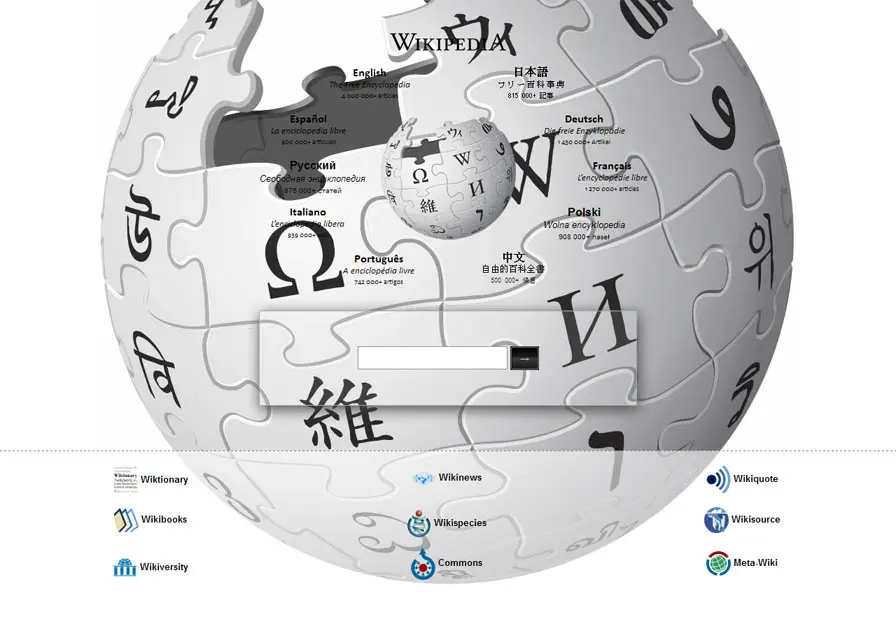 WIKIPEDIA
English
The Free Encyclopedia
4 000 000+ articles
日本語
フリー百科事典
815 000+ 記事
Español
La enciclopedia libre
900 000+ artículos
Deutsch
Die freie Enzyklopädie
1 430 000+ Artikel
Русский
Свободная энциклопедия
876 000+ статей
Français
L'encyclopédie libre
1 270 000+ articles
Italiano
L'enciclopedia libera
939 000+
Polski
Wolna encyklopedia
908 000+ haseł
Português
A enciclopédia livre
742 000+ artigos
中文
自由的百科全書
500 000+ 條目
Ω
W
И
維
Wiktionary
Wikinews
Wikiquote
Wikibooks
Wikispecies
Wikisource
Wikiversity
Commons
Meta-Wiki